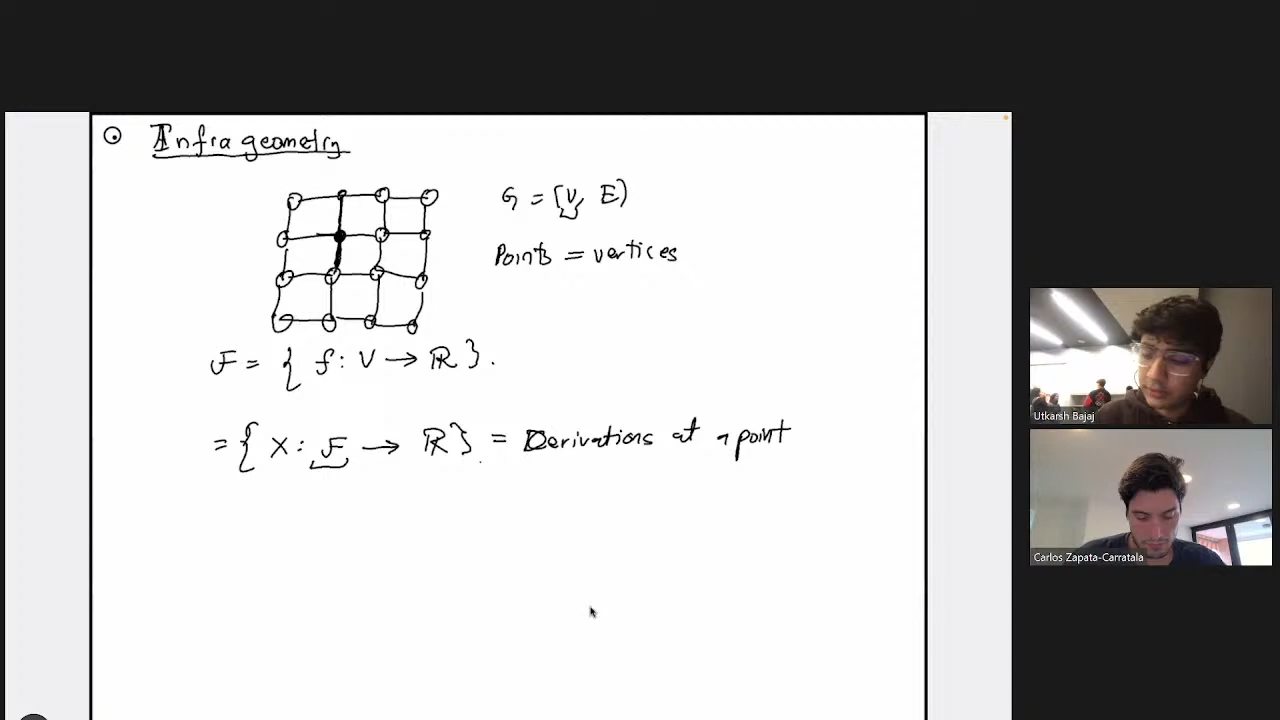 Infrageometry
G = (V, E)
Points = vertices
F = { f : V → ℝ }.
= { X : F → ℝ }. = Derivations at a point
Utkarsh Bajaj
Carlos Zapata-Carratala